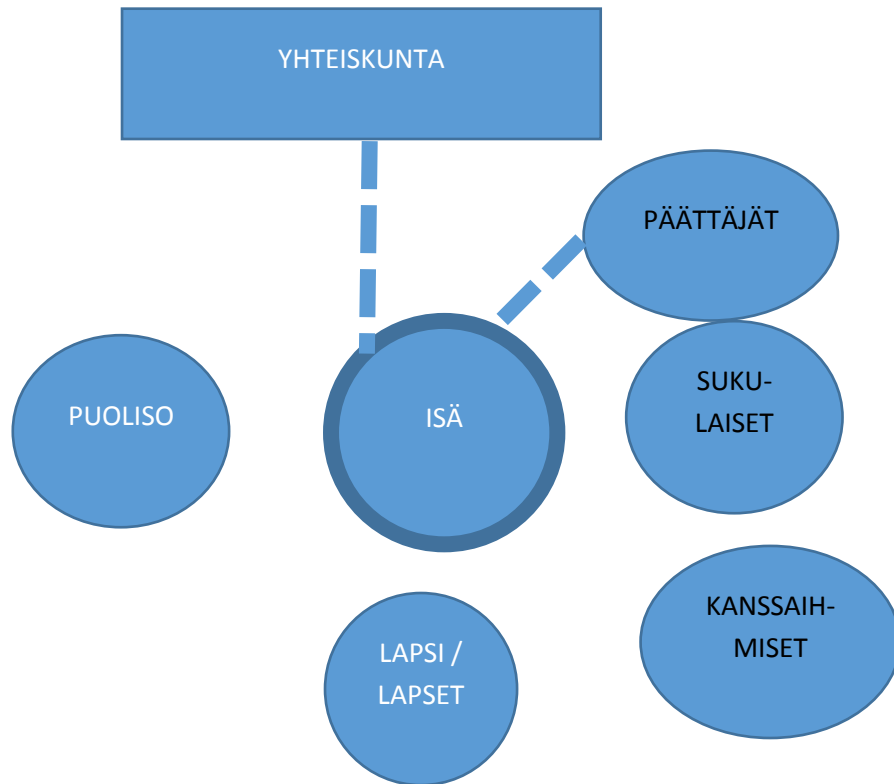 YHTEISKUNTA
PÄÄTTÄJÄT
PUOLISO
ISÄ
SUKU-
LAISET
LAPSI /
LAPSET
KANSSAIH-
MISET